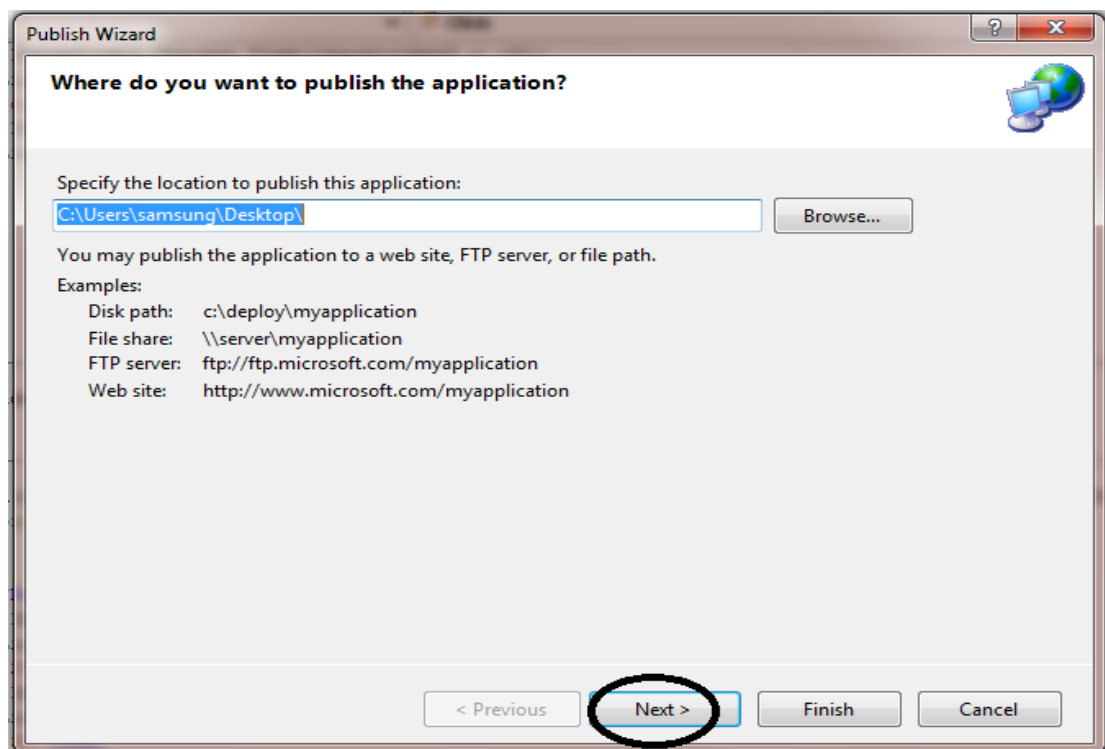 Publish Wizard
Where do you want to publish the application?
Specify the location to publish this application:
C:\Users\samsung\Desktop\
Browse...
You may publish the application to a web site, FTP server, or file path.
Examples:
Disk path: c:\deploy\myapplication
File share: \\server\myapplication
FTP server: ftp://ftp.microsoft.com/myapplication
Web site: http://www.microsoft.com/myapplication
< Previous Next > Finish Cancel